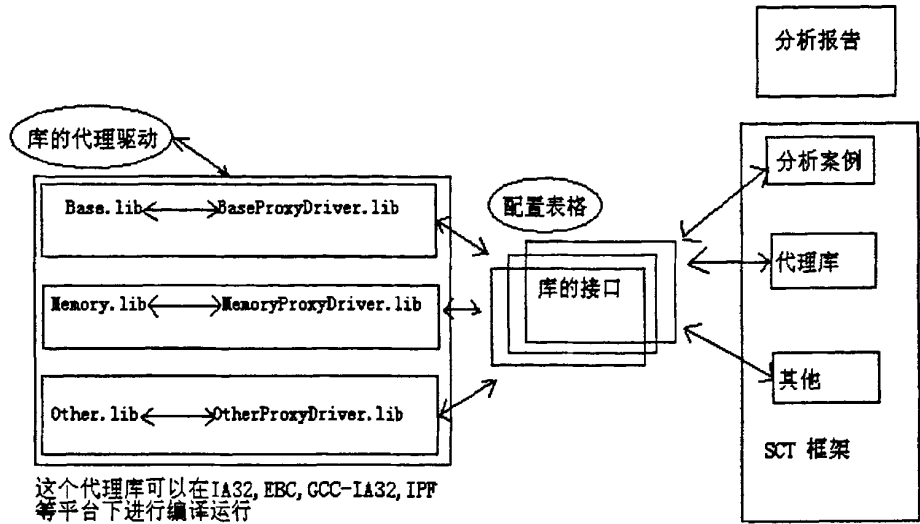 分析报告
库的代理驱动
Base.lib
BaseProxyDriver.lib
Memory.lib
MemoryProxyDriver.lib
Other.lib
OtherProxyDriver.lib
这个代理库可以在IA32,EBC,GCC-IA32,IPF
等平台下进行编译运行
配置表格
库的接口
分析案例
代理库
其他
SCT 框架